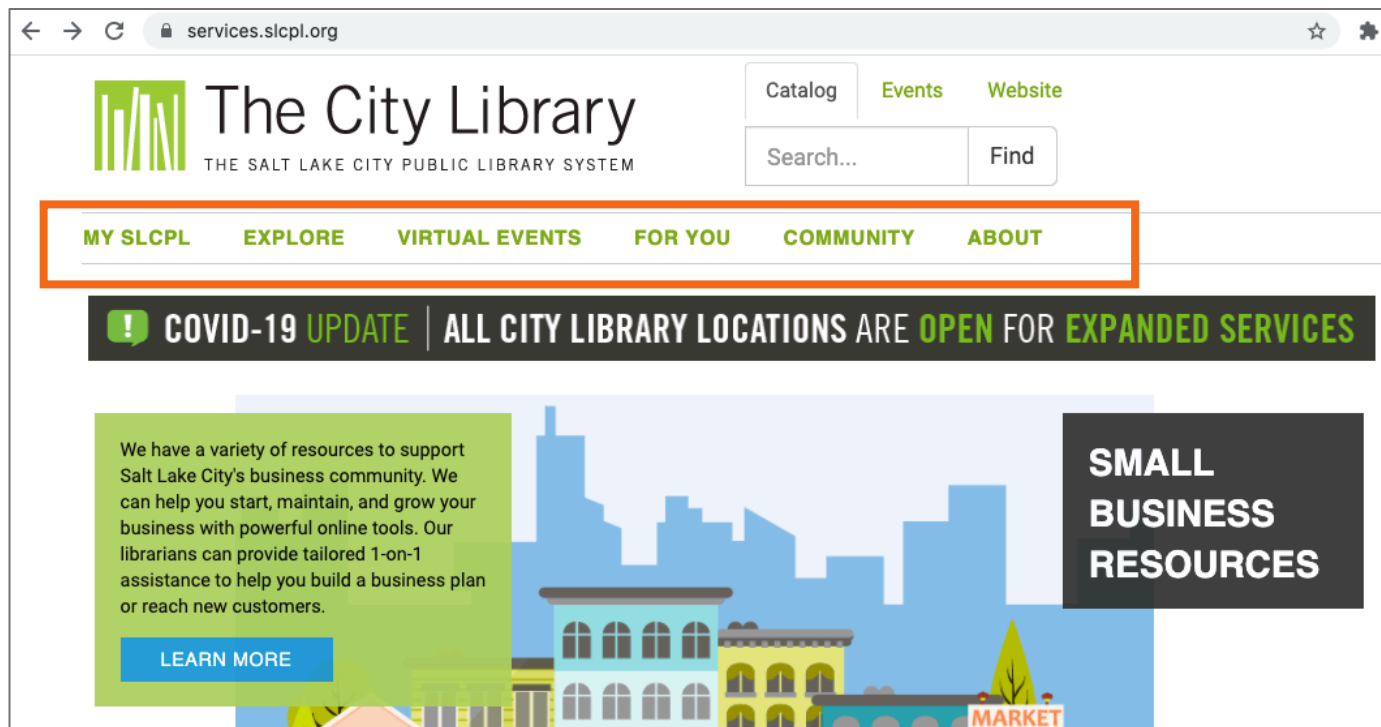 services.slcpl.org
The City Library
THE SALT LAKE CITY PUBLIC LIBRARY SYSTEM
Catalog Events Website
Search... Find
MY SLCPL EXPLORE VIRTUAL EVENTS FOR YOU COMMUNITY ABOUT
! COVID-19 UPDATE | ALL CITY LIBRARY LOCATIONS ARE OPEN FOR EXPANDED SERVICES
We have a variety of resources to support
Salt Lake City's business community. We
can help you start, maintain, and grow your
business with powerful online tools. Our
librarians can provide tailored 1-on-1
assistance to help you build a business plan
or reach new customers.
LEARN MORE
SMALL
BUSINESS
RESOURCES
MARKET